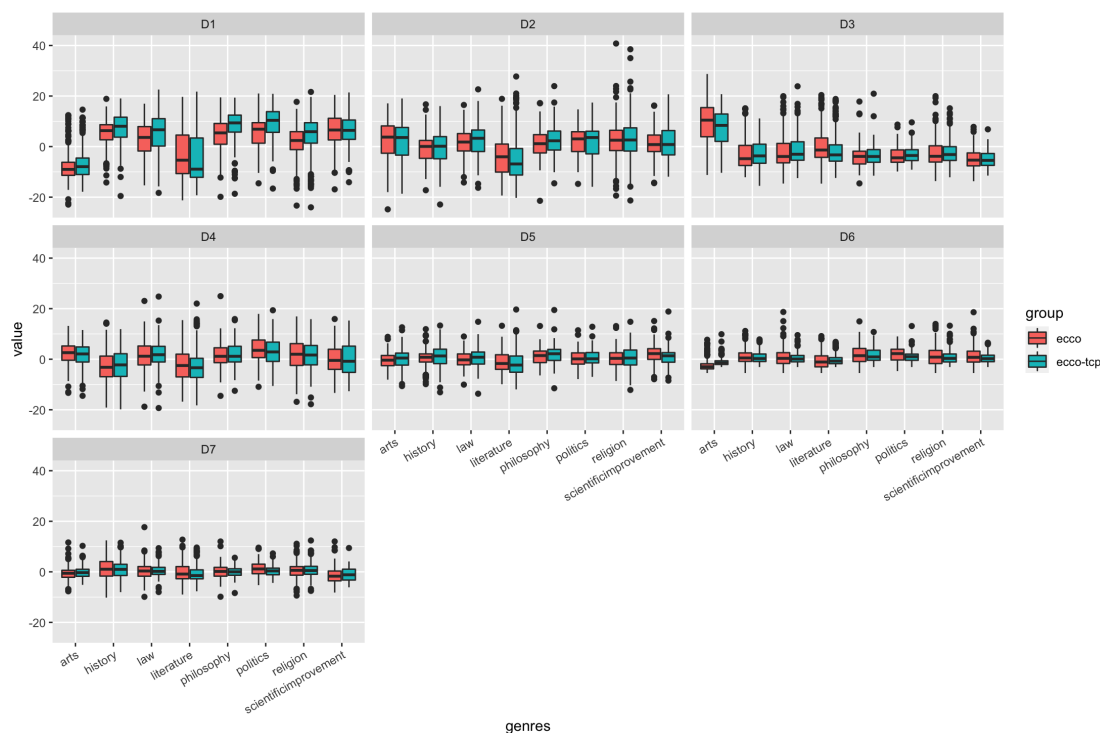 D1
D2
D3
40
20
0
-20
D4
D5
D6
40
20
0
-20
arts
history
law
literature
philosophy
politics
religion
scientificimprovement
arts
history
law
literature
philosophy
politics
religion
scientificimprovement
D7
40
20
0
-20
arts
history
law
literature
philosophy
politics
religion
scientificimprovement
value
genres
group
ecco
ecco-tcp